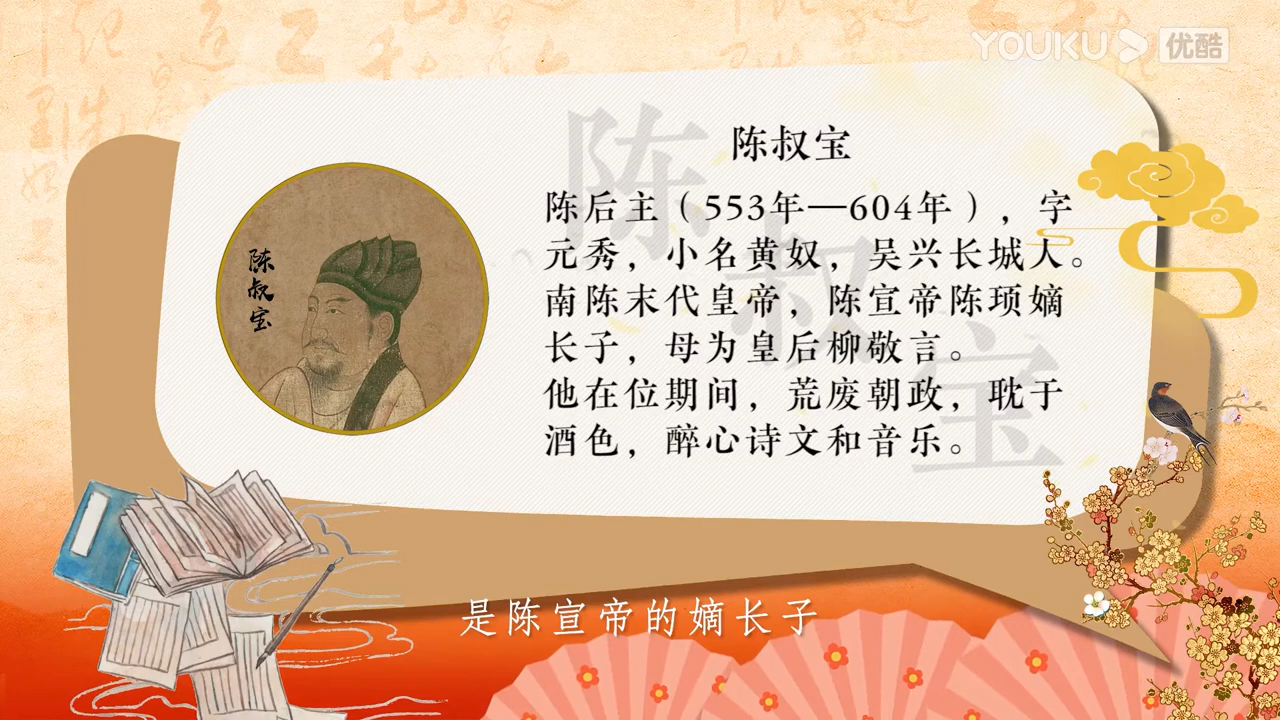 YOUKU 优酷
陈叔宝
陈叔宝
陈后主（553年—604年），字
元秀，小名黄奴，吴兴长城人。
南陈末代皇帝，陈宣帝陈顼嫡
长子，母为皇后柳敬言。
他在位期间，荒废朝政，耽于
酒色，醉心诗文和音乐。
陈叔宝
是陈宣帝的嫡长子